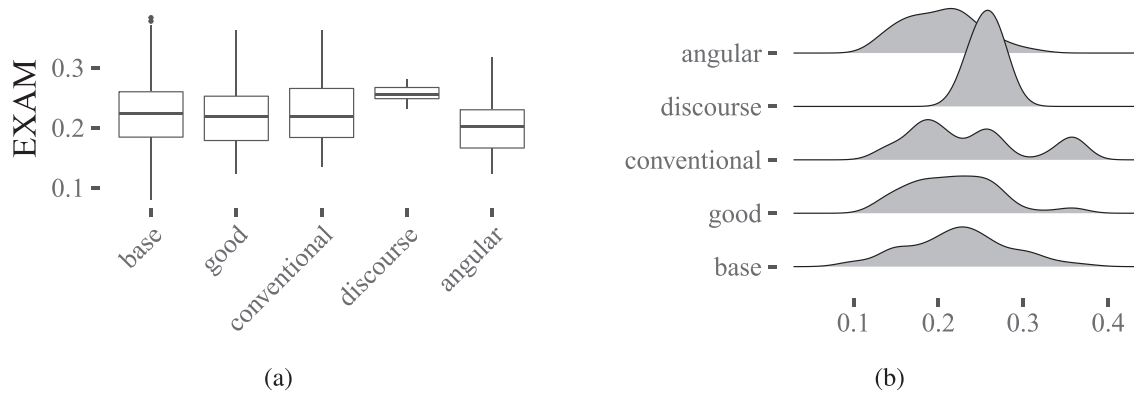 EXAM
0.3
0.2
0.1
base
good
conventional
discourse
angular
(a)
angular
discourse
conventional
good
base
0.1 0.2 0.3 0.4
(b)